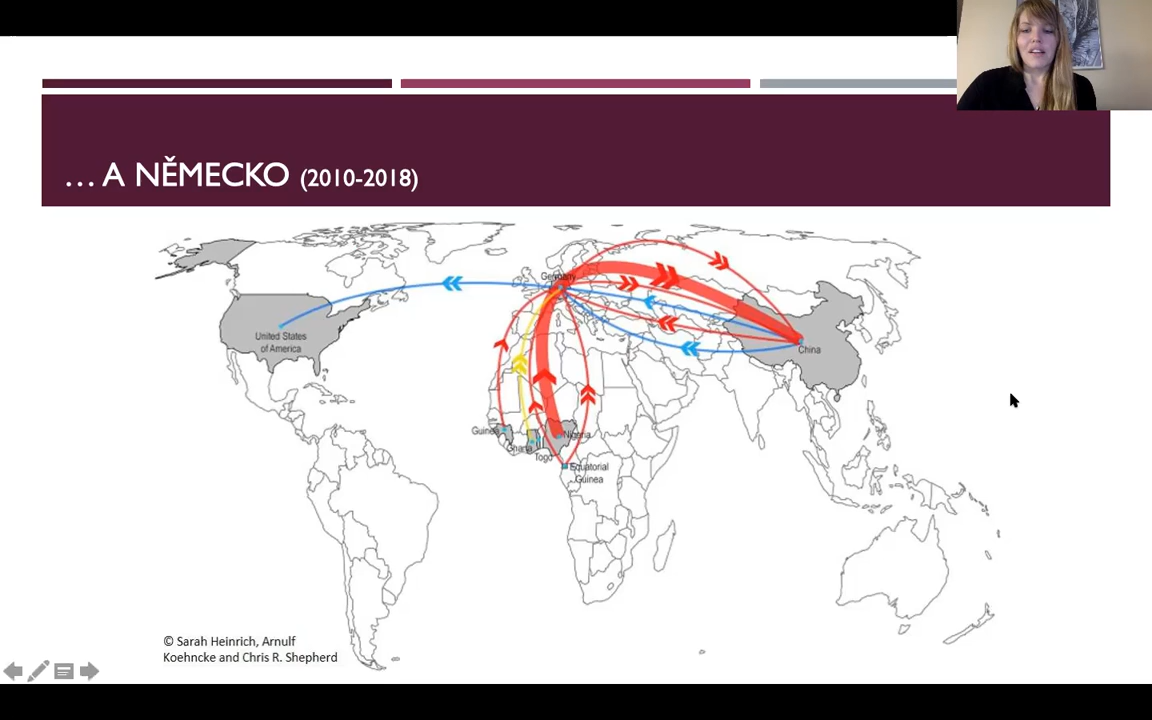 … A NĚMECKO (2010-2018)
Germany
United States
of America
China
Guinea
Nigeria
Ghana
Togo
Equatorial
Guinea
© Sarah Heinrich, Arnulf
Koehncke and Chris R. Shepherd